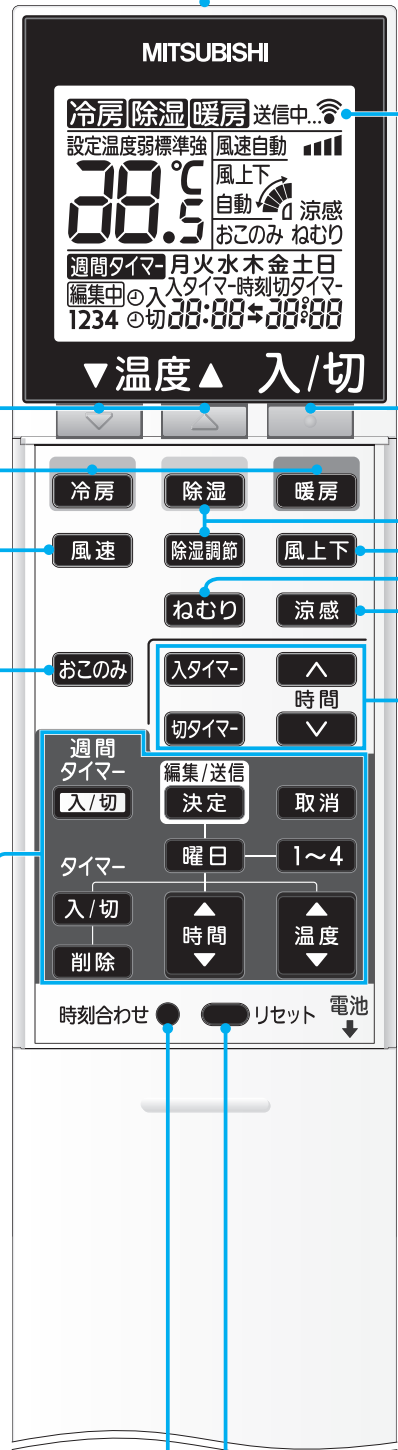 MITSUBISHI
冷房 除湿 暖房 送信中...
設定温度弱標準強 風速自動
28.5℃ 風上下
自動 涼感
おこのみ ねむり
週間タイマー 月火水木金土日
編集中 入 入タイマー時刻切タイマー
1234 切 88:88 28:88
▼温度▲ 入/切
冷房 除湿 暖房
風速 除湿調節 風上下
ねむり 涼感
おこのみ 入タイマー ∧
時間
切タイマー ∨
週間
タイマー 編集/送信
入/切 決定 取消
曜日 1～4
タイマー
入/切 ▲ ▲
時間 温度
削除 ▼ ▼
時刻合わせ リセット 電池